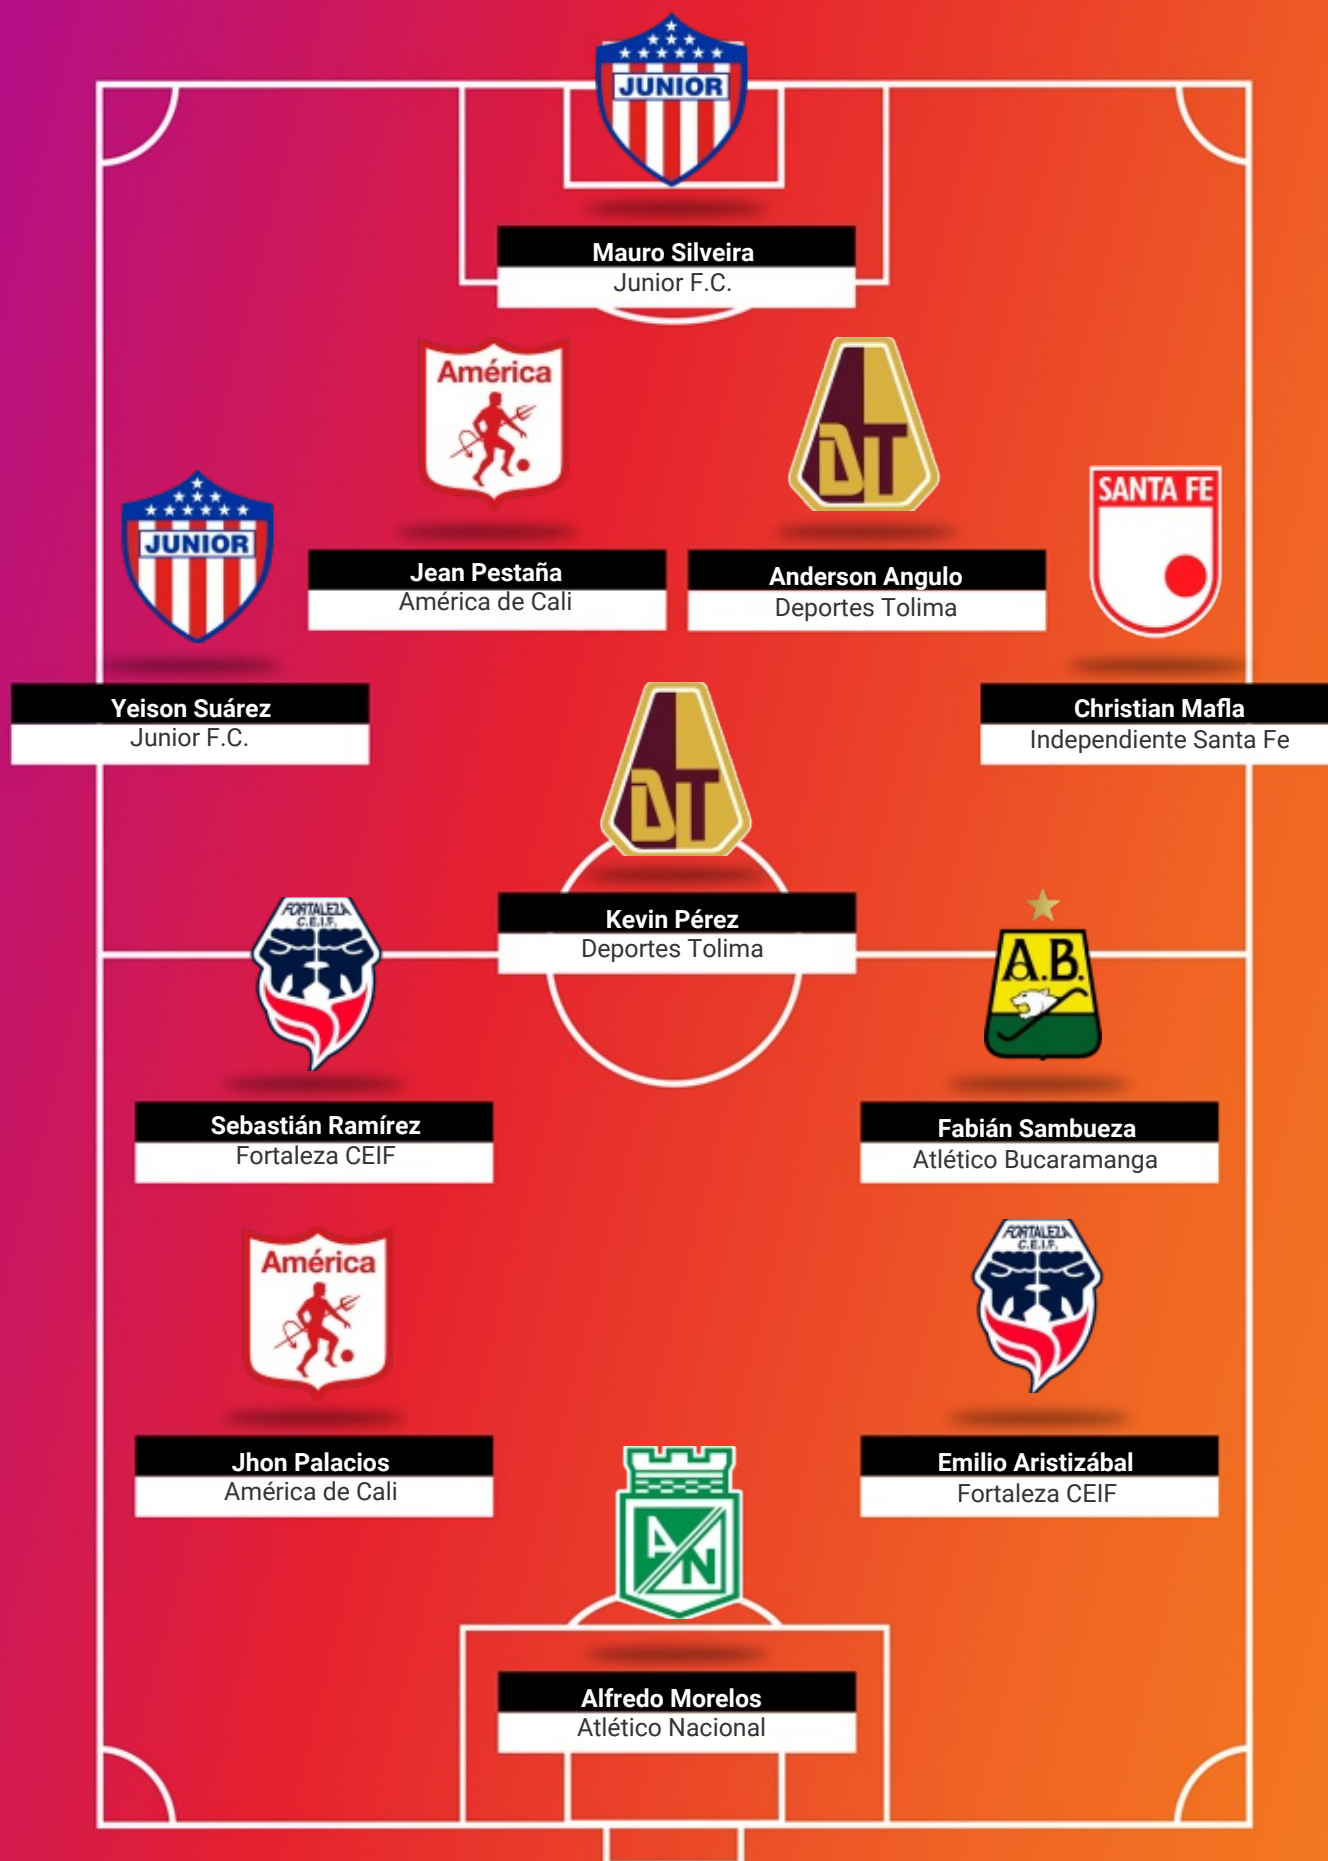 JUNIOR
Mauro Silveira
Junior F.C.
América
DT
Jean Pestaña
América de Cali
Anderson Angulo
Deportes Tolima
JUNIOR
SANTA FE
Yeison Suárez
Junior F.C.
Christian Mafla
Independiente Santa Fe
DT
Kevin Pérez
Deportes Tolima
FORTALEZA
C.E.I.F.
A.B.
Sebastián Ramírez
Fortaleza CEIF
Fabián Sambueza
Atlético Bucaramanga
América
FORTALEZA
C.E.I.F.
Jhon Palacios
América de Cali
Emilio Aristizábal
Fortaleza CEIF
AN
Alfredo Morelos
Atlético Nacional